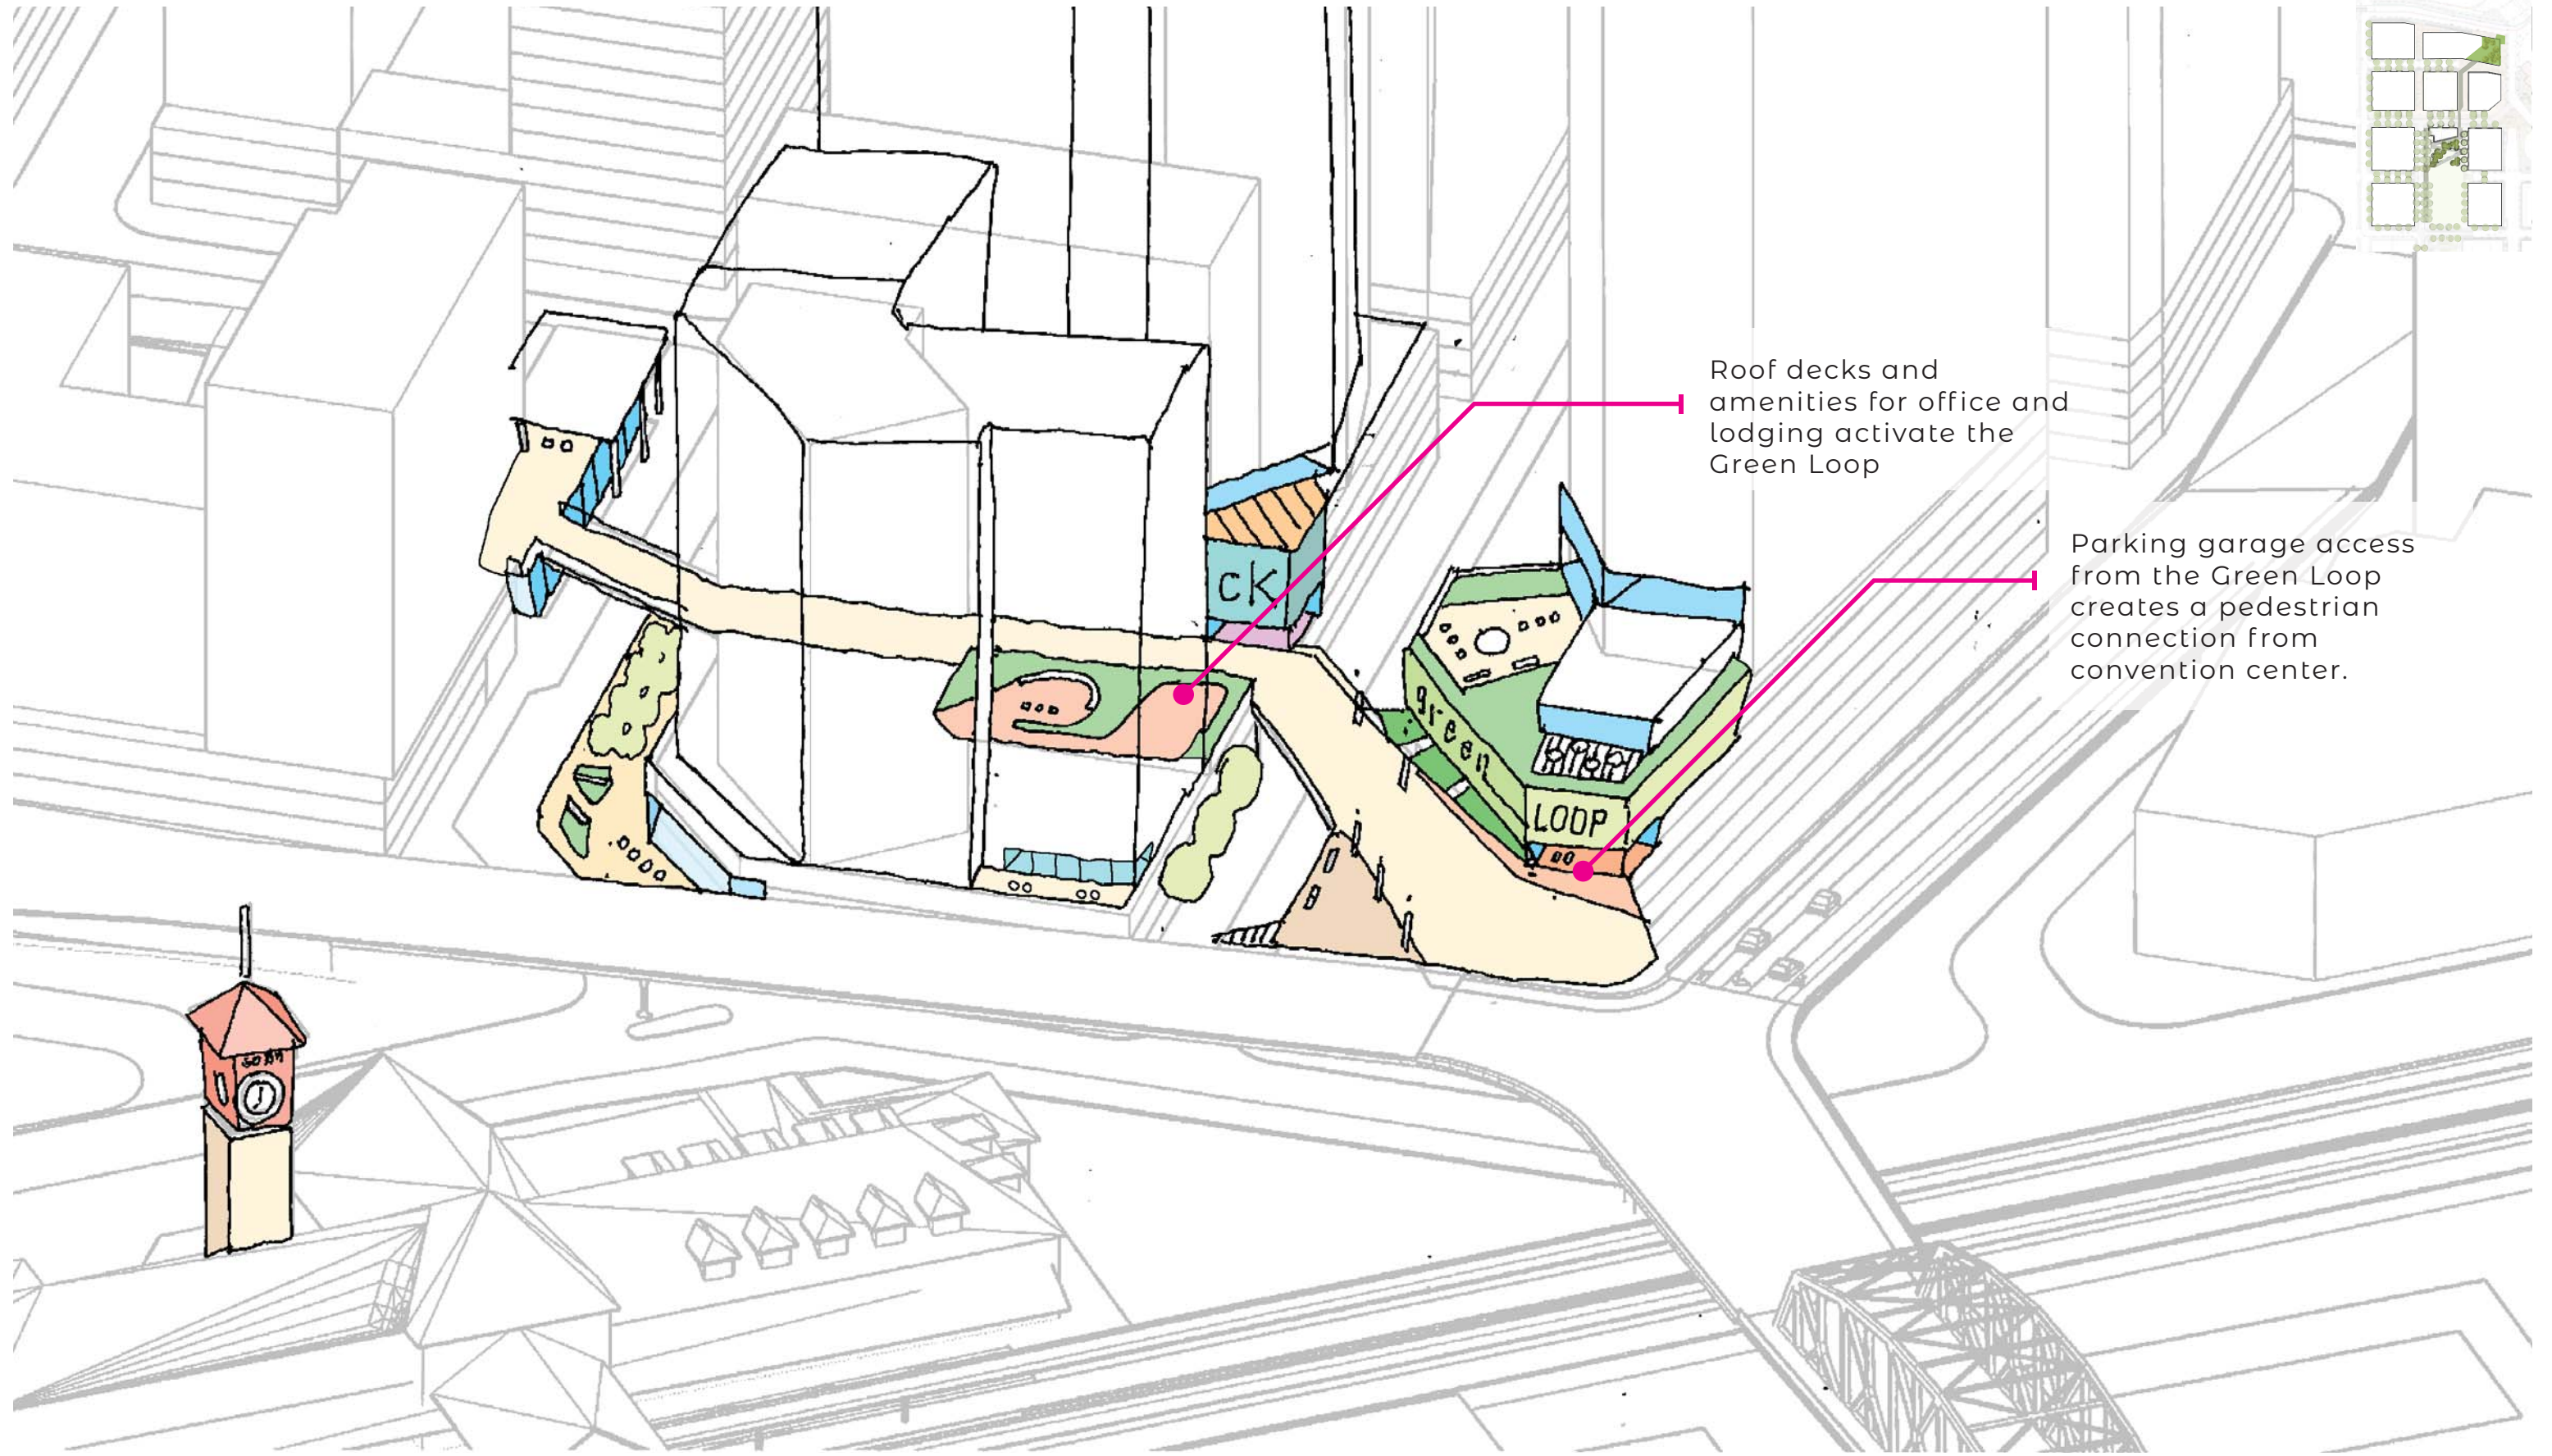 Roof decks and
amenities for office and
lodging activate the
Green Loop
Parking garage access
from the Green Loop
creates a pedestrian
connection from
convention center.
ck
green
LOOP